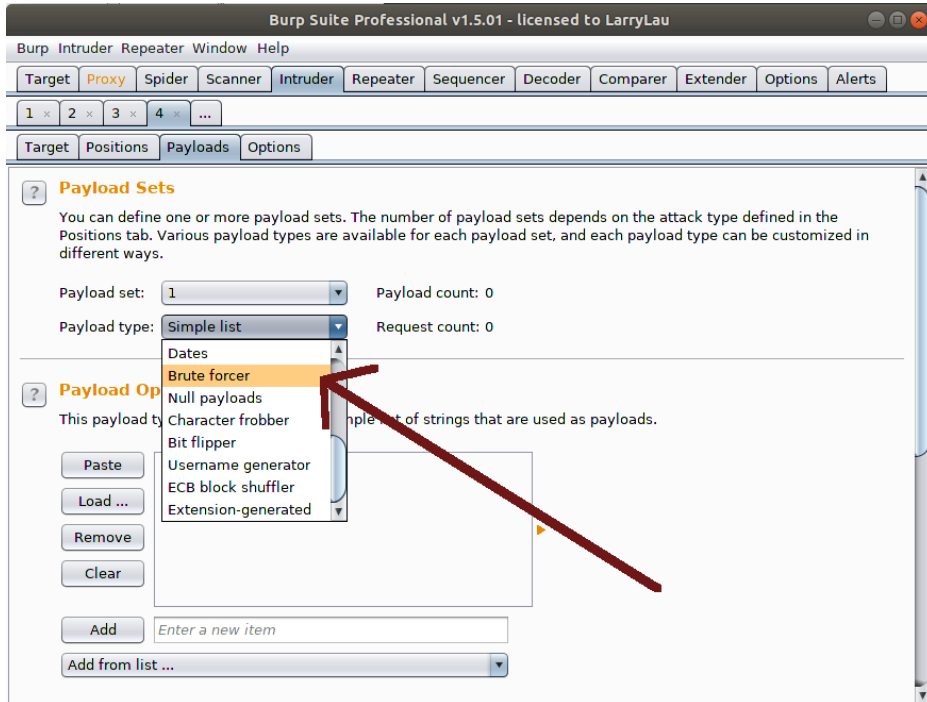 Burp Suite Professional v1.5.01 - licensed to LarryLau
Burp Intruder Repeater Window Help
Target Proxy Spider Scanner Intruder Repeater Sequencer Decoder Comparer Extender Options Alerts
1 × 2 × 3 × 4 × ...
Target Positions Payloads Options
? Payload Sets
You can define one or more payload sets. The number of payload sets depends on the attack type defined in the
Positions tab. Various payload types are available for each payload set, and each payload type can be customized in
different ways.
Payload set: 1 Payload count: 0
Payload type: Simple list Request count: 0
Dates
Brute forcer
Null payloads
Character frobber
Bit flipper
Username generator
ECB block shuffler
Extension-generated
? Payload Op
This payload of strings that are used as payloads.
Paste
Load ...
Remove
Clear
Add Enter a new item
Add from list ...